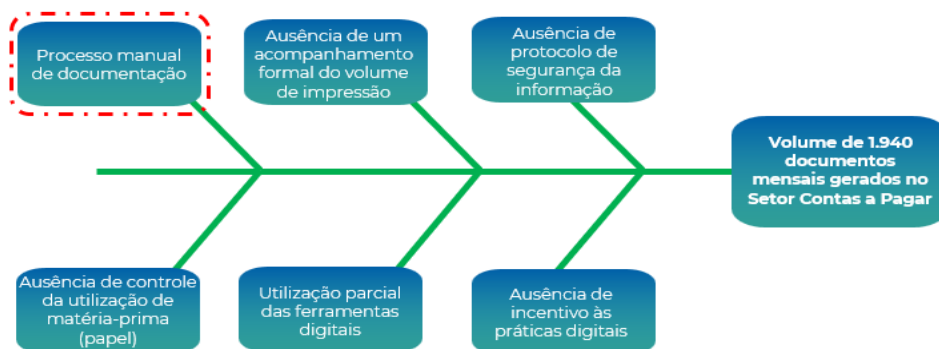 Processo manual
de documentação
Ausência de um
acompanhamento
formal do volume
de impressão
Ausência de
protocolo de
segurança da
informação
Volume de 1.940
documentos
mensais gerados no
Setor Contas a Pagar
Ausência de controle
da utilização de
matéria-prima
(papel)
Utilização parcial
das ferramentas
digitais
Ausência de
incentivo às
práticas digitais